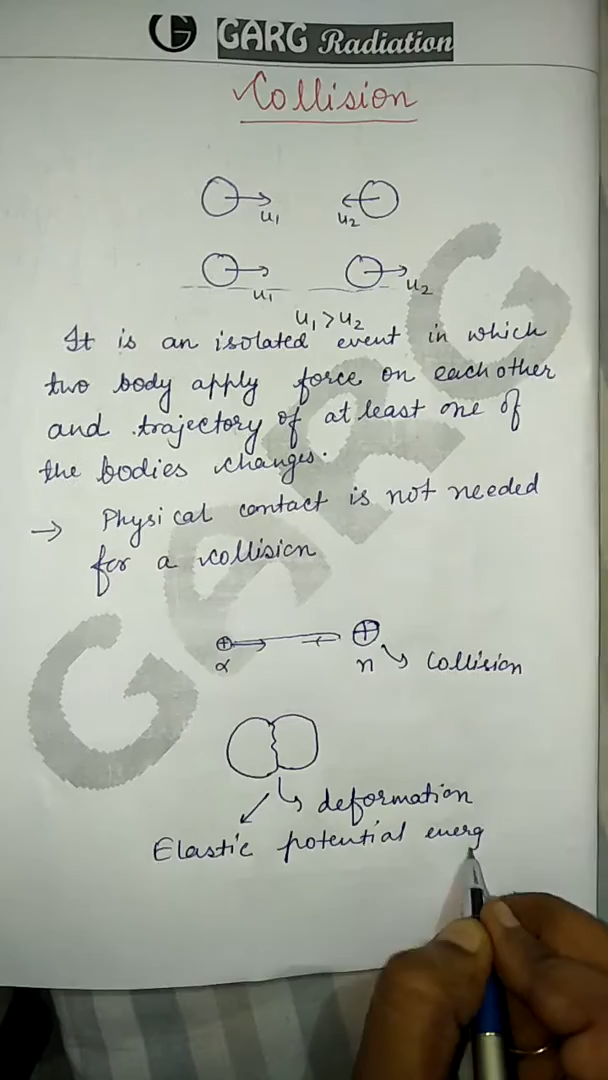 G GARG Radiation
Collision
u₁ u₂
u₁ u₂
u₁ > u₂
It is an isolated event in which
two body apply force on each other
and trajectory of at least one of
the bodies changes.
→ Physical contact is not needed
for a collision
+ +
α n Collision
deformation
Elastic potential energ
GARG